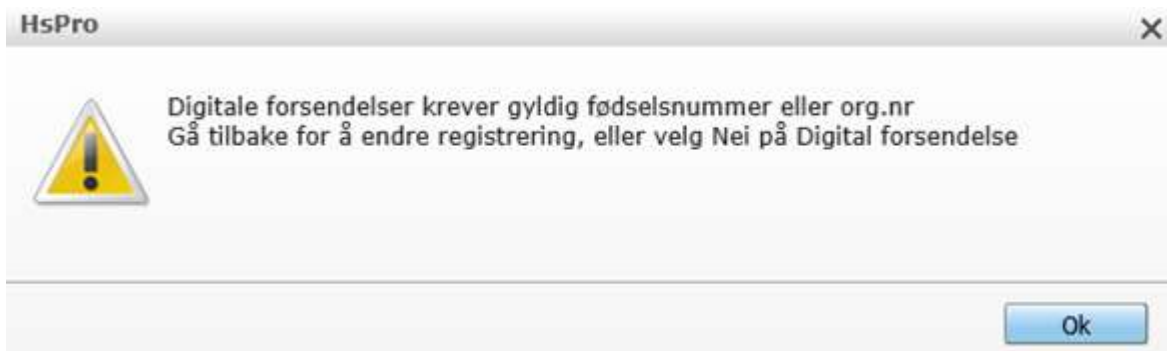 HsPro
Digitale forsendelser krever gyldig fødselsnummer eller org.nr
Gå tilbake for å endre registrering, eller velg Nei på Digital forsendelse
Ok